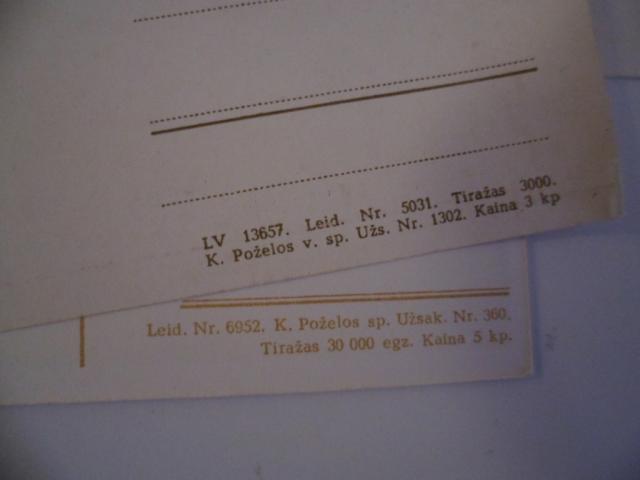 LV 13657. Leid. Nr. 5031. Tiražas 3000.
K. Poželos v. sp. Užs. Nr. 1302. Kaina 3 kp
Leid. Nr. 6952. K. Poželos sp. Užsak. Nr. 360.
Tiražas 30 000 egz. Kaina 5 kp.